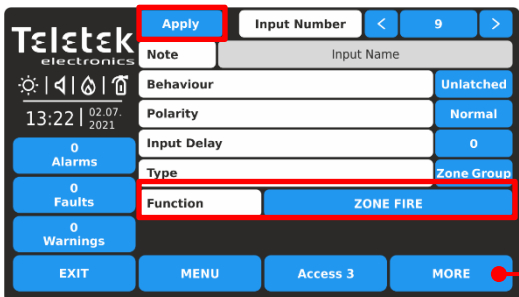 Teletek
electronics
Apply
Input Number
<
9
>
Note
Input Name
Behaviour
Unlatched
13:22
02.07.
2021
Polarity
Normal
Input Delay
0
0
Alarms
Type
Zone Group
0
Faults
Function
ZONE FIRE
0
Warnings
EXIT
MENU
Access 3
MORE